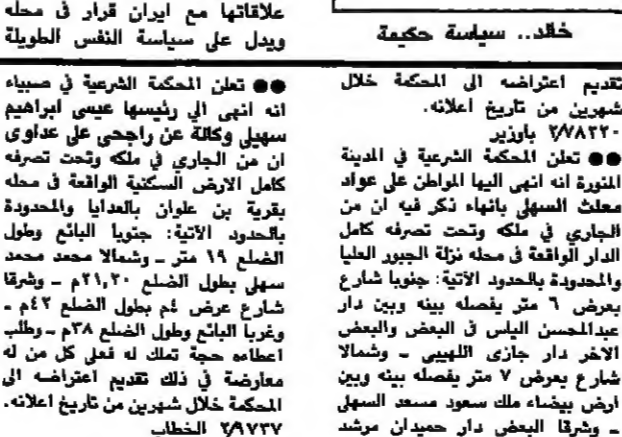 خالد.. سياسة حكيمة
تقديم اعتراضه الى المحكمة خلال
شهرين من تاريخ اعلانه.
٢/٧٨٣٢٠ باوزير
●● تعلن المحكمة الشرعية في المدينة
المنورة انه انهى اليها المواطن على عواد
معلث السهلي بانهاء ذكر فيه ان من
الجاري في ملكه وتحت تصرفه كامل
الدار الواقعة في محله نزلة الجبور العليا
والمحدودة بالحدود الآتية: جنوبا شارع
بعرض ٦ متر يفصله بينه وبين دار
عبدالمحسن الياس في البعض والبعض
الاخر دار جازى اللهيبي ـ وشمالا
شارع بعرض ٧ متر يفصله بينه وبين
ارض بيضاء ملك سعود مسعد السهلي
ـ وشرقا البعض دار حميدان مرشد
علاقاتها مع ايران قرار في محله
ويدل على سياسة النفس الطويلة
●● تعلن المحكمة الشرعية في صبياء
انه انهى الي رئيسها عيسى ابراهيم
سهيلي وكالة عن راجحي علي عداوى
ان من الجاري في ملكه وتحت تصرفه
كامل الارض السكنية الواقعة في محله
بقرية بن علوان بالعدايا والمحدودة
بالحدود الآتية: جنوبا البائع وطول
الضلع ١٩ متر ـ وشمالا محمد محمد
سهلي بطول الضلع ٢١,٢٠م ـ وشرقا
شارع عرض ٤م بطول الضلع ٤٢م ـ
وغربا البائع وطول الضلع ٣٨م ـ وطلب
اعطاءه حجة تملك له فعلى كل من له
معارضة في ذلك تقديم اعتراضه الى
المحكمة خلال شهرين من تاريخ اعلانه.
٢/٩٧٣٧ الخطاب